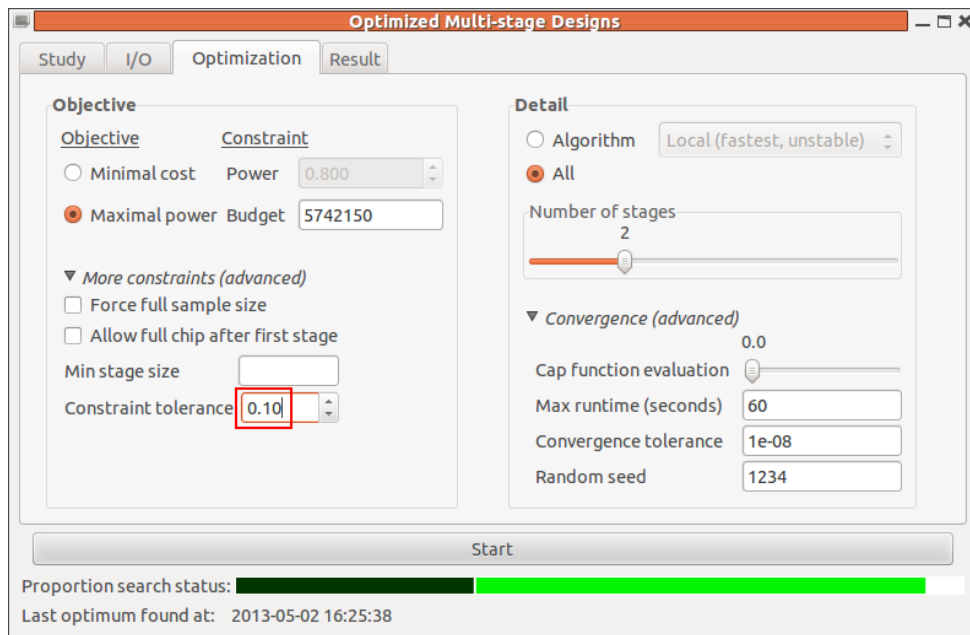 Optimized Multi-stage Designs
Study I/O Optimization Result
Objective
Objective Constraint
Minimal cost Power 0.800
Maximal power Budget 5742150
More constraints (advanced)
Force full sample size
Allow full chip after first stage
Min stage size
Constraint tolerance 0.10
Detail
Algorithm Local (fastest, unstable)
All
Number of stages
2
Convergence (advanced)
0.0
Cap function evaluation
Max runtime (seconds) 60
Convergence tolerance 1e-08
Random seed 1234
Start
Proportion search status:
Last optimum found at: 2013-05-02 16:25:38